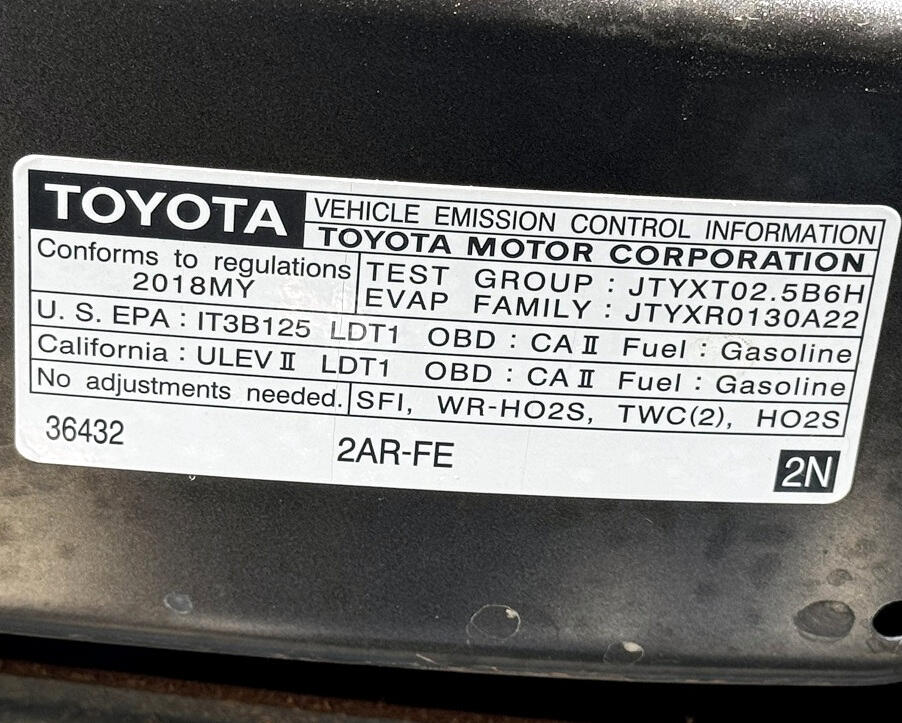 TOYOTA VEHICLE EMISSION CONTROL INFORMATION
TOYOTA MOTOR CORPORATION
Conforms to regulations
2018MY
TEST GROUP : JTYXT02.5B6H
EVAP FAMILY : JTYXR0130A22
U. S. EPA : IT3B125 LDT1 OBD : CAⅡ Fuel : Gasoline
California : ULEVⅡ LDT1 OBD : CAⅡ Fuel : Gasoline
No adjustments needed. SFI, WR-HO2S, TWC(2), HO2S
36432 2AR-FE 2N